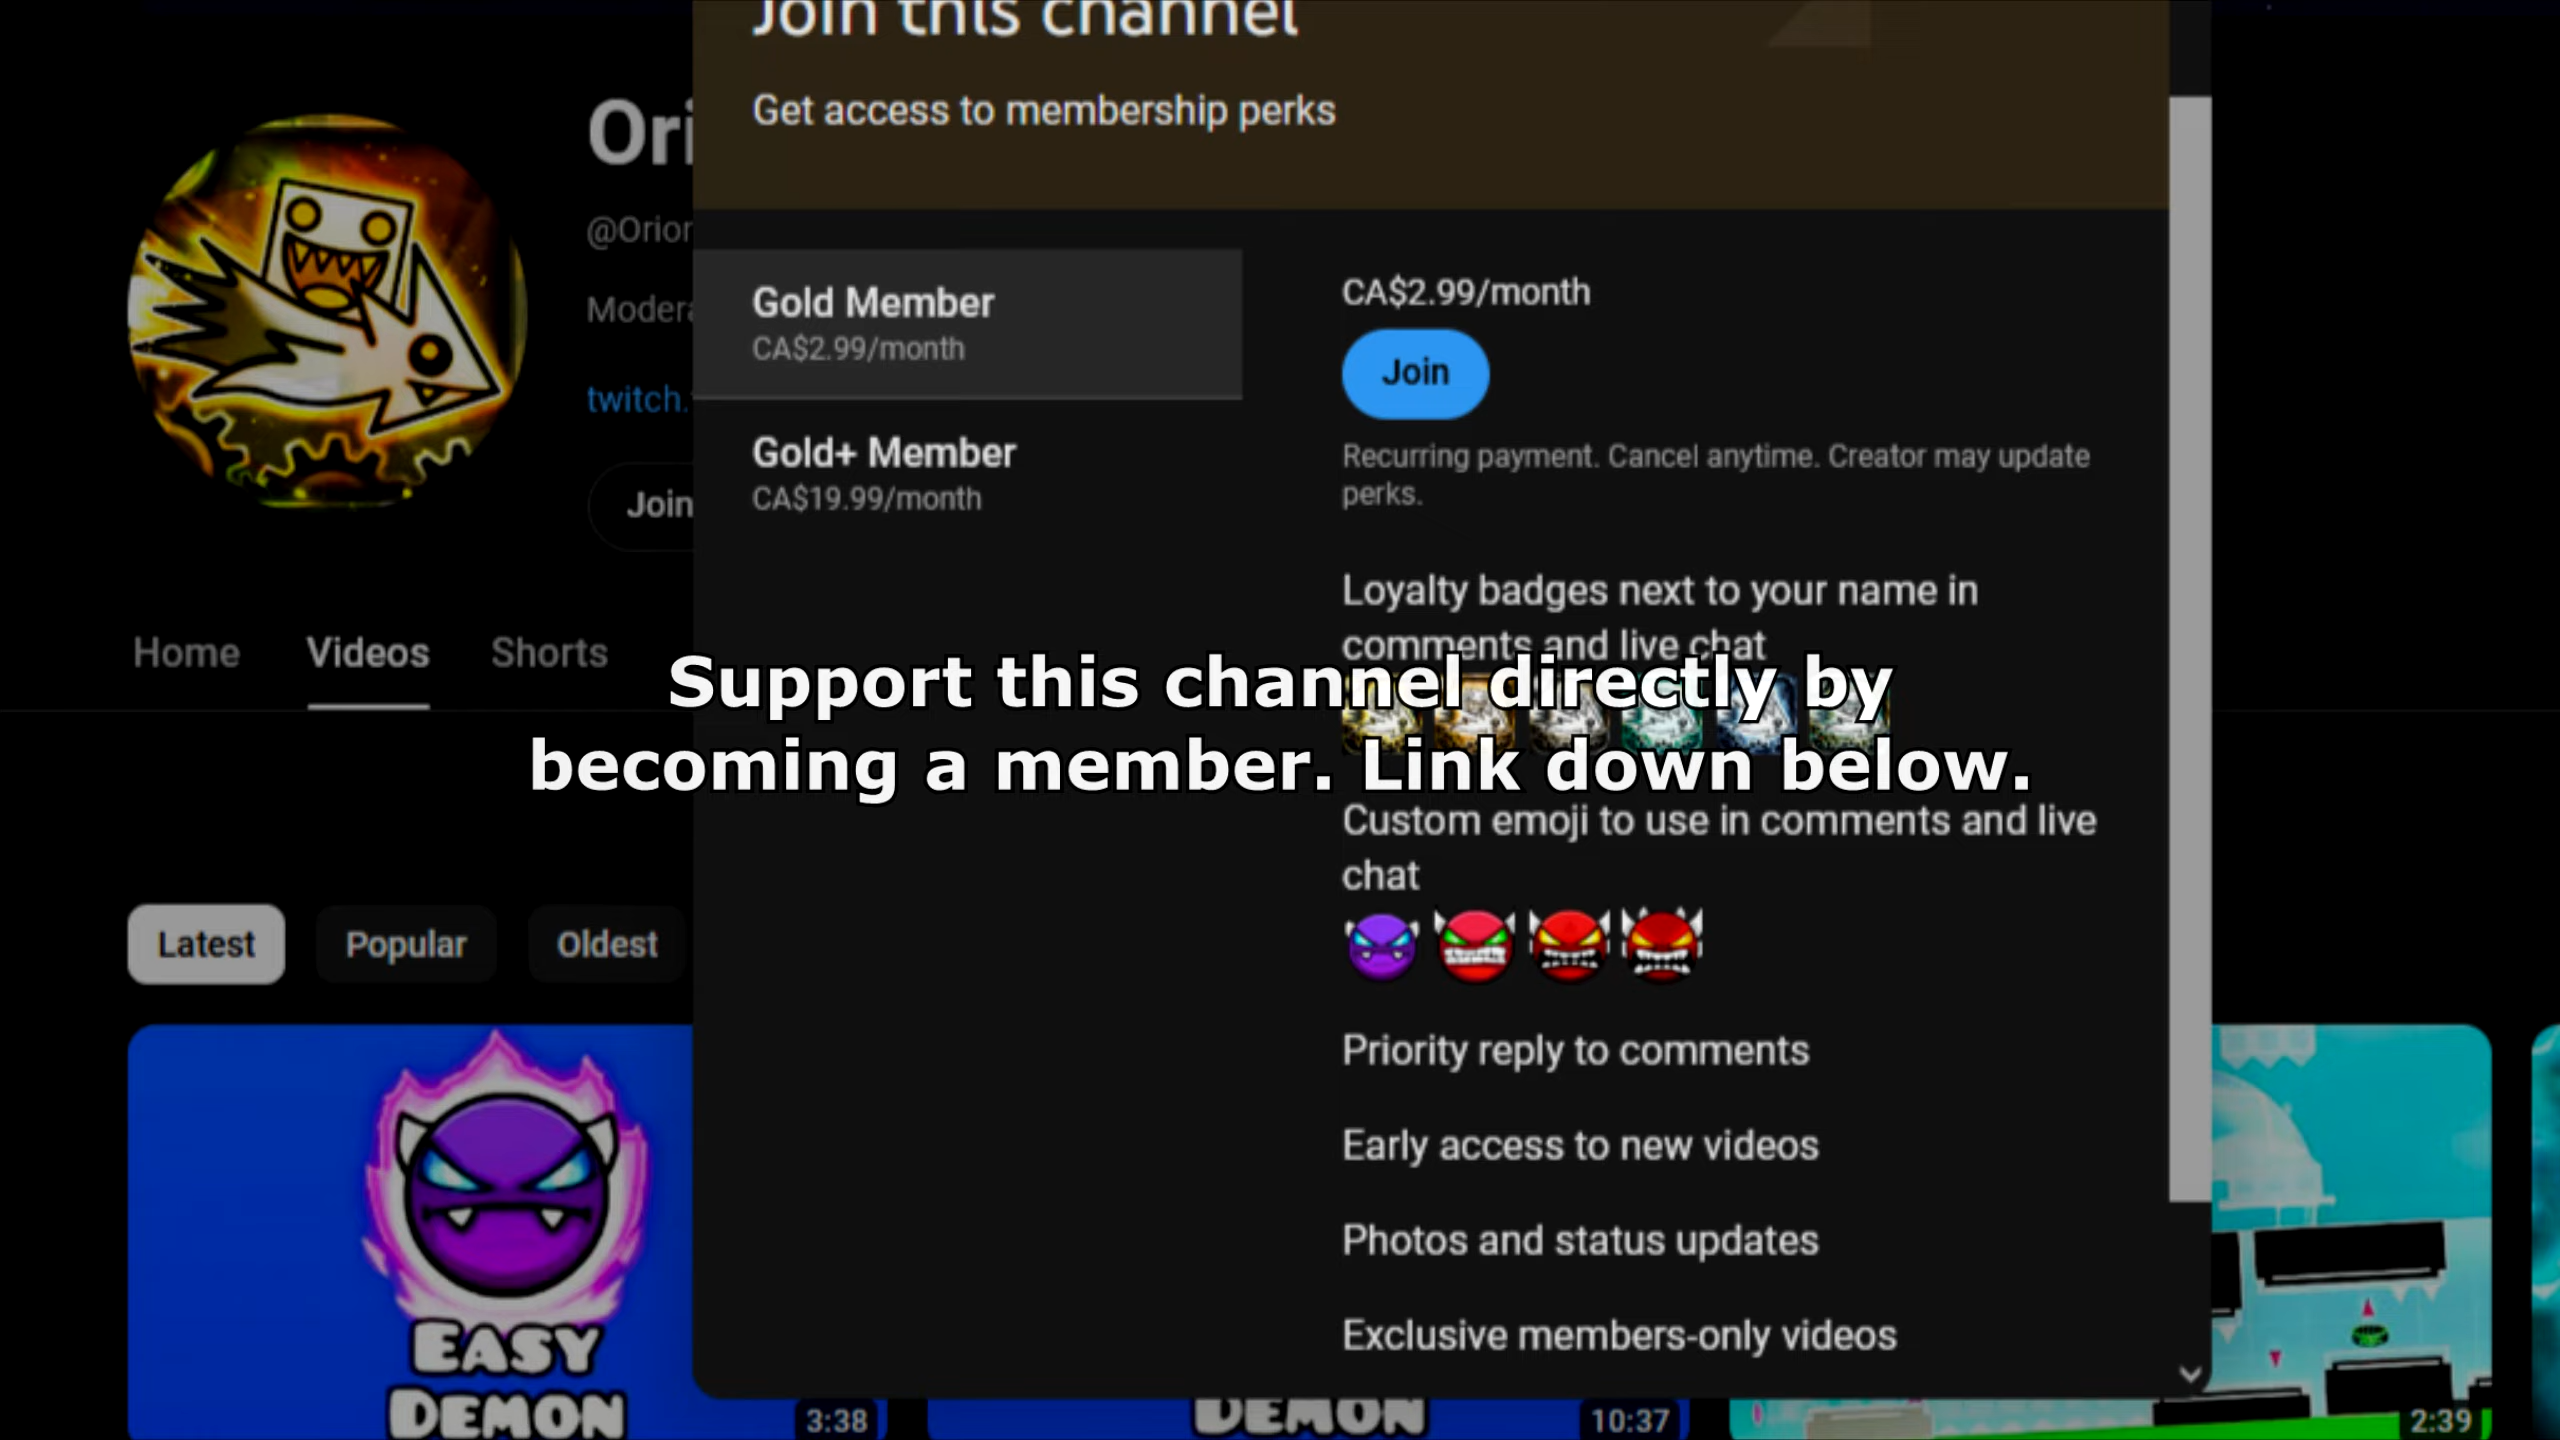 Join this channel
Get access to membership perks
Ori
@Orior
Modera
twitch.
Join
Home
Videos
Shorts
Latest
Popular
Oldest
Gold Member
CA$2.99/month
Gold+ Member
CA$19.99/month
CA$2.99/month
Join
Recurring payment. Cancel anytime. Creator may update
perks.
Loyalty badges next to your name in
comments and live chat
Support this channel directly by
becoming a member. Link down below.
Custom emoji to use in comments and live
chat
Priority reply to comments
Early access to new videos
Photos and status updates
Exclusive members-only videos
EASY
DEMON
3:38
DEMON
10:37
2:39